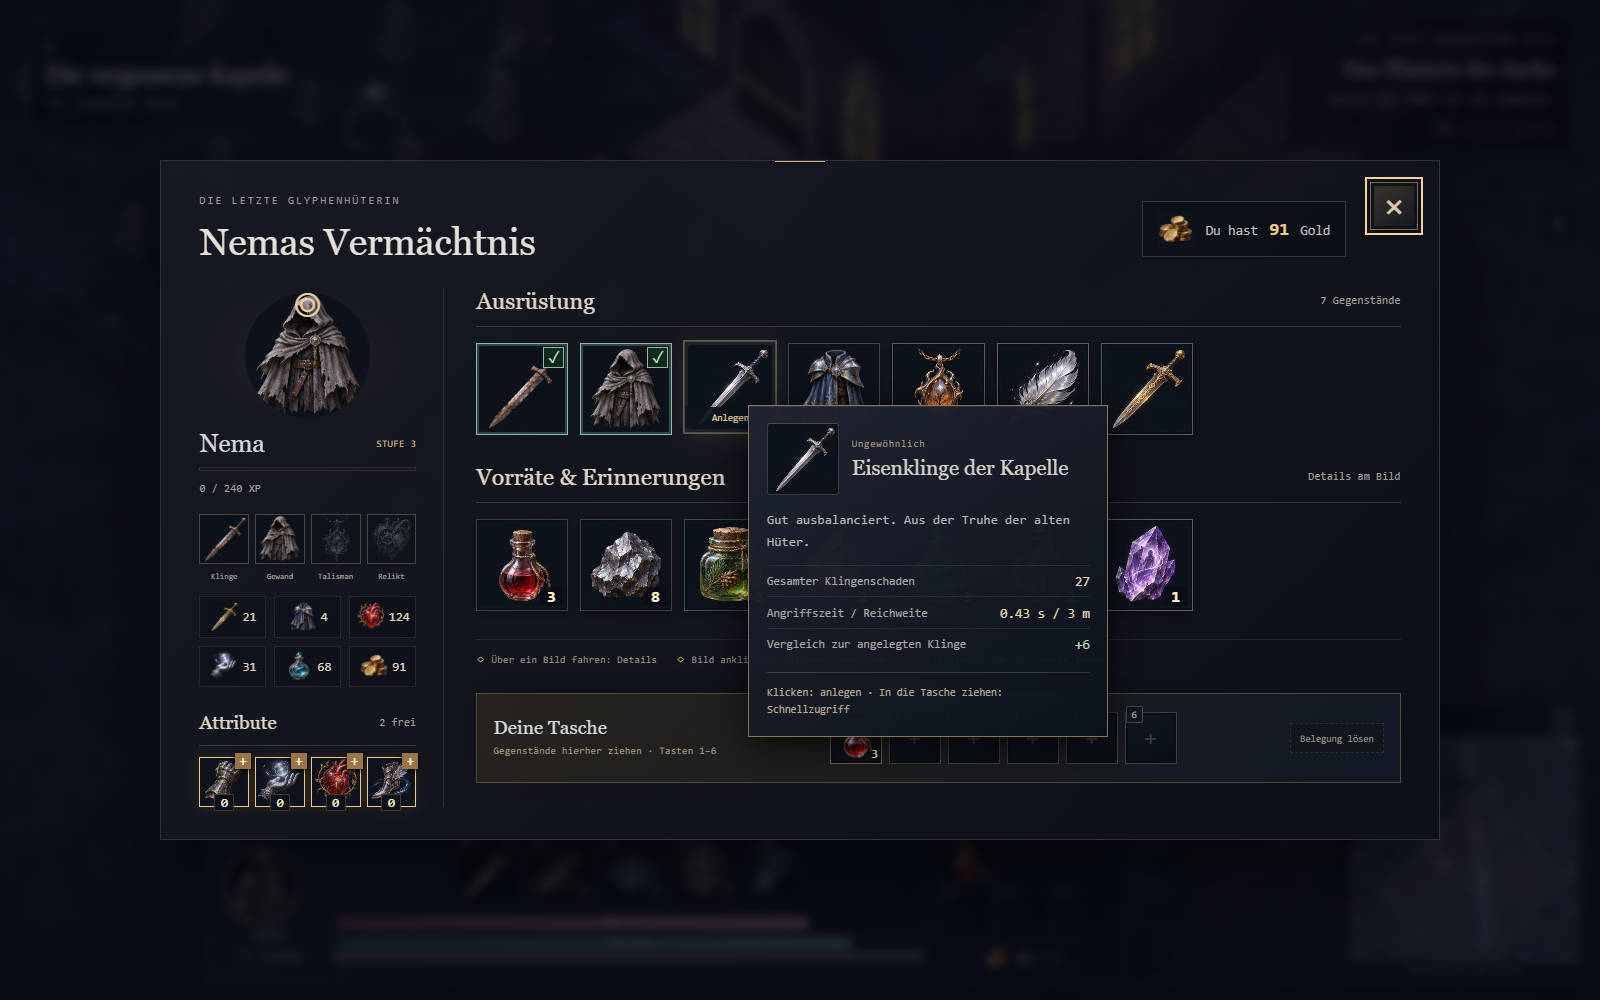 DIE LETZTE GLYPHENHÜTERIN
Nemas Vermächtnis
Du hast 91 Gold
×
Nema
STUFE 3
0 / 240 XP
Klinge
Gewand
Talisman
Relikt
21
4
124
31
68
91
Attribute
2 frei
+
+
+
+
0
0
0
0
Ausrüstung
7 Gegenstände
✓
✓
Anlegen
Vorräte & Erinnerungen
Details am Bild
3
8
1
Ungewöhnlich
Eisenklinge der Kapelle
Gut ausbalanciert. Aus der Truhe der alten
Hüter.
Gesamter Klingenschaden 27
Angriffszeit / Reichweite 0.43 s / 3 m
Vergleich zur angelegten Klinge +6
Klicken: anlegen · In die Tasche ziehen:
Schnellzugriff
◇ Über ein Bild fahren: Details ◇ Bild ankli
Deine Tasche
Gegenstände hierher ziehen · Tasten 1–6
3
6
+
Belegung lösen